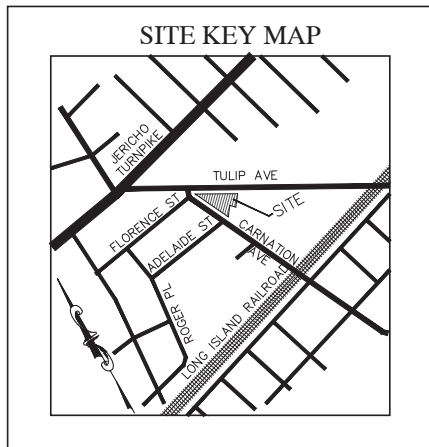 SITE KEY MAP
JERICHO
TURNPIKE
TULIP AVE
FLORENCE ST
SITE
ADELAIDE ST
CARNATION
AVE
ROGER PL
LONG ISLAND RAILROAD